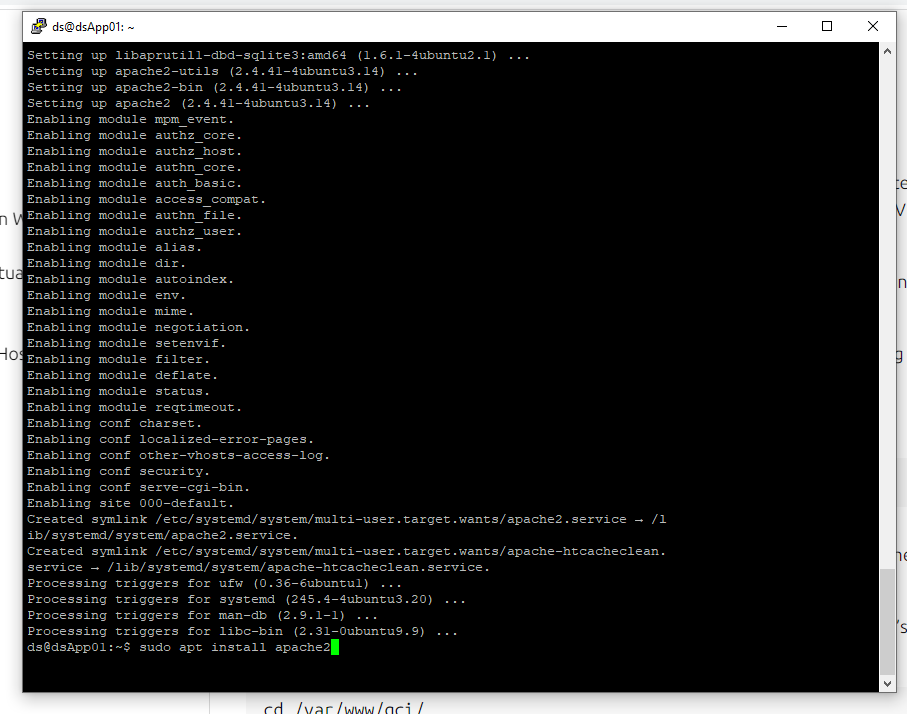 ds@dsApp01: ~
Setting up libaprutil1-dbd-sqlite3:amd64 (1.6.1-4ubuntu2.1) ...
Setting up apache2-utils (2.4.41-4ubuntu3.14) ...
Setting up apache2-bin (2.4.41-4ubuntu3.14) ...
Setting up apache2 (2.4.41-4ubuntu3.14) ...
Enabling module mpm_event.
Enabling module authz_core.
Enabling module authz_host.
Enabling module authn_core.
Enabling module auth_basic.
Enabling module access_compat.
Enabling module authn_file.
Enabling module authz_user.
Enabling module alias.
Enabling module dir.
Enabling module autoindex.
Enabling module env.
Enabling module mime.
Enabling module negotiation.
Enabling module setenvif.
Enabling module filter.
Enabling module deflate.
Enabling module status.
Enabling module reqtimeout.
Enabling conf charset.
Enabling conf localized-error-pages.
Enabling conf other-vhosts-access-log.
Enabling conf security.
Enabling conf serve-cgi-bin.
Enabling site 000-default.
Created symlink /etc/systemd/system/multi-user.target.wants/apache2.service → /l
ib/systemd/system/apache2.service.
Created symlink /etc/systemd/system/multi-user.target.wants/apache-htcacheclean.
service → /lib/systemd/system/apache-htcacheclean.service.
Processing triggers for ufw (0.36-6ubuntu1) ...
Processing triggers for systemd (245.4-4ubuntu3.20) ...
Processing triggers for man-db (2.9.1-1) ...
Processing triggers for libc-bin (2.31-0ubuntu9.9) ...
ds@dsApp01:~$ sudo apt install apache2
cd /var/www/gci/